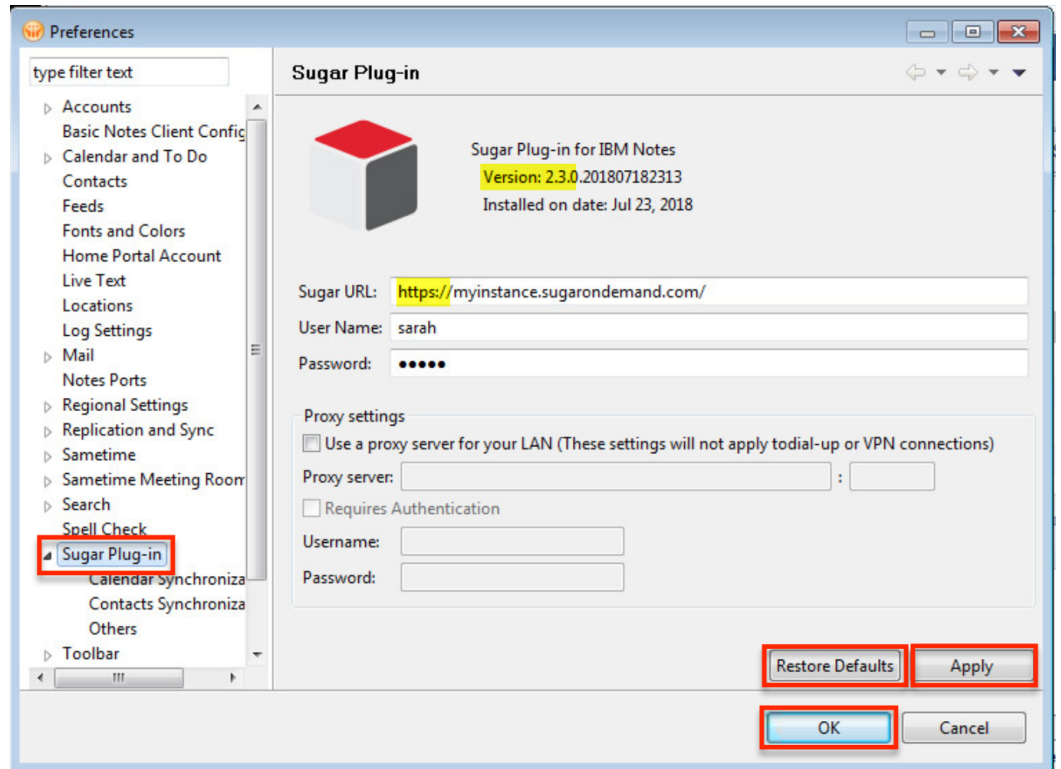 Preferences
type filter text
Accounts
Basic Notes Client Config
Calendar and To Do
Contacts
Feeds
Fonts and Colors
Home Portal Account
Live Text
Locations
Log Settings
Mail
Notes Ports
Regional Settings
Replication and Sync
Sametime
Sametime Meeting Room
Search
Spell Check
Sugar Plug-in
Calendar Synchroniza
Contacts Synchroniza
Others
Toolbar
Sugar Plug-in
Sugar Plug-in for IBM Notes
Version: 2.3.0.201807182313
Installed on date: Jul 23, 2018
Sugar URL: https://myinstance.sugarondemand.com/
User Name: sarah
Password: •••••
Proxy settings
Use a proxy server for your LAN (These settings will not apply todial-up or VPN connections)
Proxy server: :
Requires Authentication
Username:
Password:
Restore Defaults Apply
OK Cancel